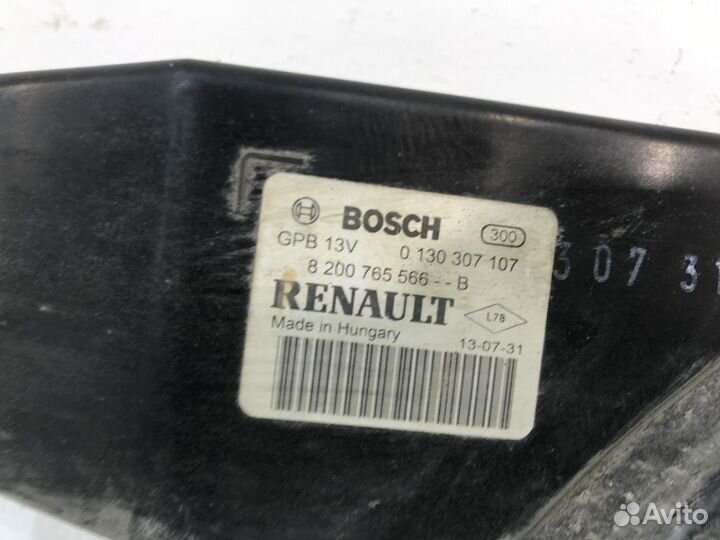 BOSCH 300
GPB 13V 0 130 307 107
8 200 765 566 - - B
RENAULT L78
Made in Hungary 13-07-31
307 3
Avito